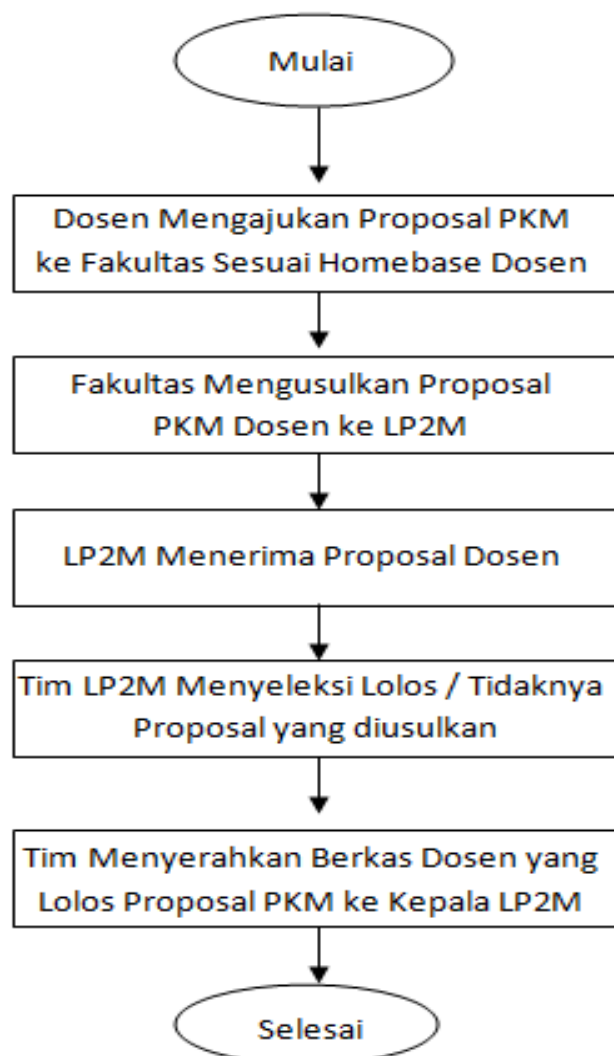 Mulai
Dosen Mengajukan Proposal PKM
ke Fakultas Sesuai Homebase Dosen
Fakultas Mengusulkan Proposal
PKM Dosen ke LP2M
LP2M Menerima Proposal Dosen
Tim LP2M Menyeleksi Lolos / Tidaknya
Proposal yang diusulkan
Tim Menyerahkan Berkas Dosen yang
Lolos Proposal PKM ke Kepala LP2M
Selesai